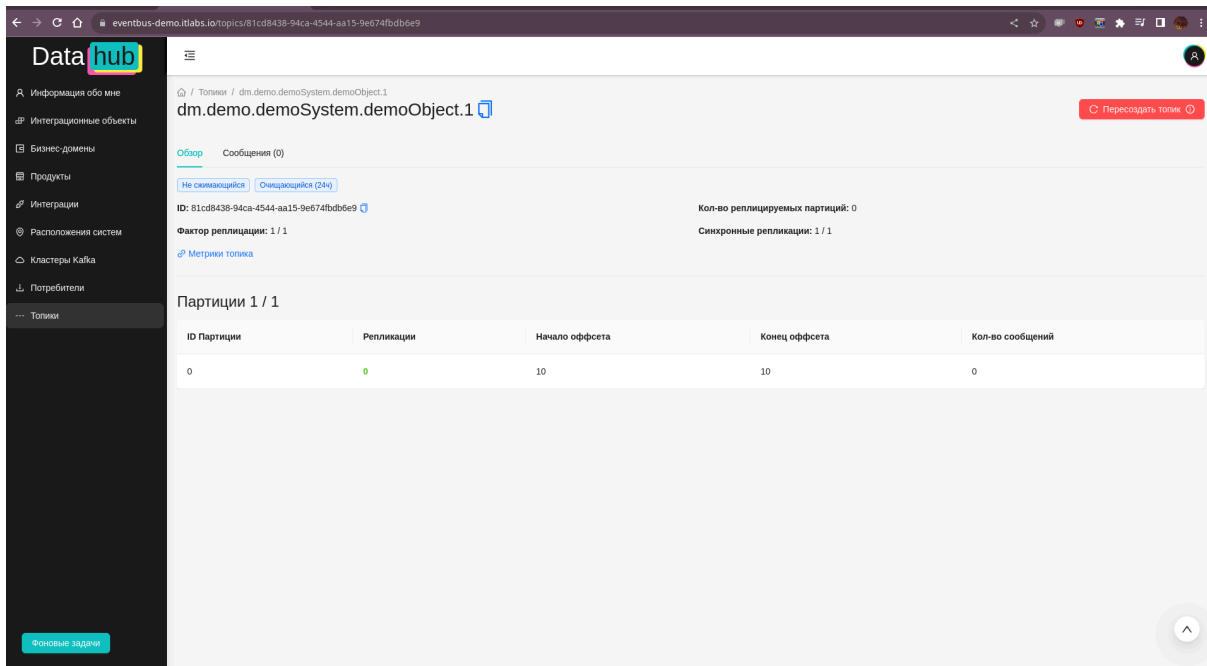 eventbus-demo.itlabs.io/topics/81cd8438-94ca-4544-aa15-9e674fbdb6e9
Data hub
Информация обо мне
Интеграционные объекты
Бизнес-домены
Продукты
Интеграции
Расположения систем
Кластеры Kafka
Потребители
Топики
Фоновые задачи
/ Топики / dm.demo.demoSystem.demoObject.1
dm.demo.demoSystem.demoObject.1
Пересоздать топик
Обзор Сообщения (0)
Не сжимающийся Очищающийся (24ч)
ID: 81cd8438-94ca-4544-aa15-9e674fbdb6e9 Кол-во реплицируемых партиций: 0
Фактор репликации: 1 / 1 Синхронные репликации: 1 / 1
Метрики топика
Партиции 1 / 1
ID Партиции Репликации Начало оффсета Конец оффсета Кол-во сообщений
0 0 10 10 0